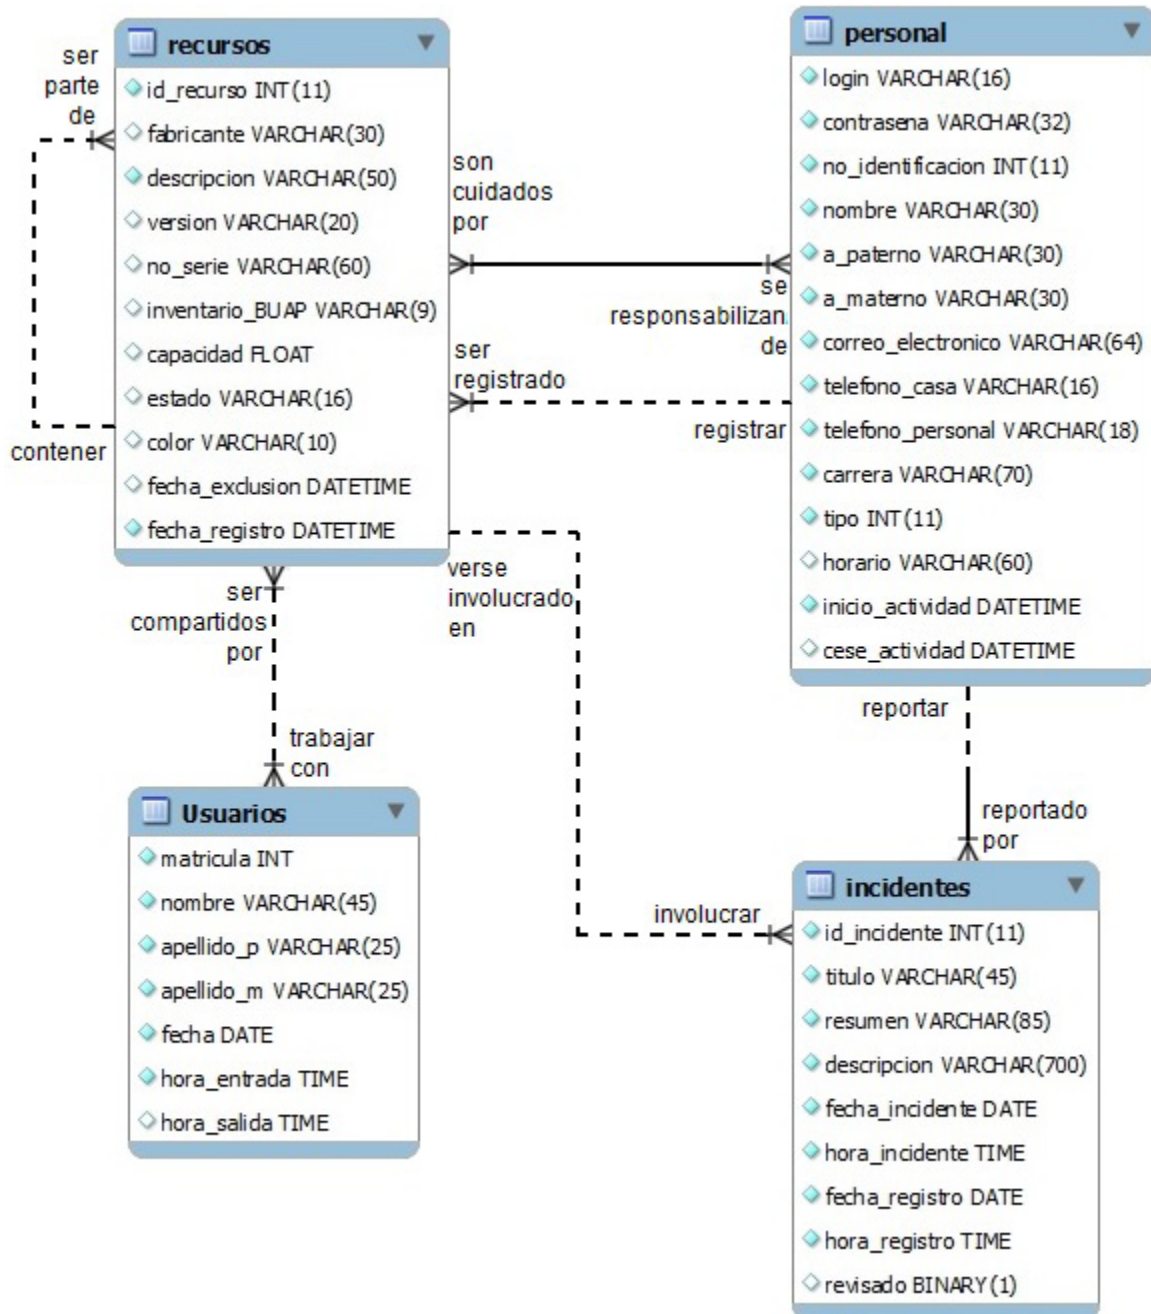 recursos
id_recurso INT(11)
fabricante VARCHAR(30)
descripcion VARCHAR(50)
version VARCHAR(20)
no_serie VARCHAR(60)
inventario_BUAP VARCHAR(9)
capacidad FLOAT
estado VARCHAR(16)
color VARCHAR(10)
fecha_exclusion DATETIME
fecha_registro DATETIME
ser
parte
de
contener
son
cuidados
por
se
responsabilizan
de
ser
registrado
registrar
personal
login VARCHAR(16)
contrasena VARCHAR(32)
no_identificacion INT(11)
nombre VARCHAR(30)
a_paterno VARCHAR(30)
a_materno VARCHAR(30)
correo_electronico VARCHAR(64)
telefono_casa VARCHAR(16)
telefono_personal VARCHAR(18)
carrera VARCHAR(70)
tipo INT(11)
horario VARCHAR(60)
inicio_actividad DATETIME
cese_actividad DATETIME
ser
compartidos
por
trabajar
con
verse
involucrado
en
involucrar
reportar
reportado
por
Usuarios
matricula INT
nombre VARCHAR(45)
apellido_p VARCHAR(25)
apellido_m VARCHAR(25)
fecha DATE
hora_entrada TIME
hora_salida TIME
incidentes
id_incidente INT(11)
titulo VARCHAR(45)
resumen VARCHAR(85)
descripcion VARCHAR(700)
fecha_incidente DATE
hora_incidente TIME
fecha_registro DATE
hora_registro TIME
revisado BINARY(1)